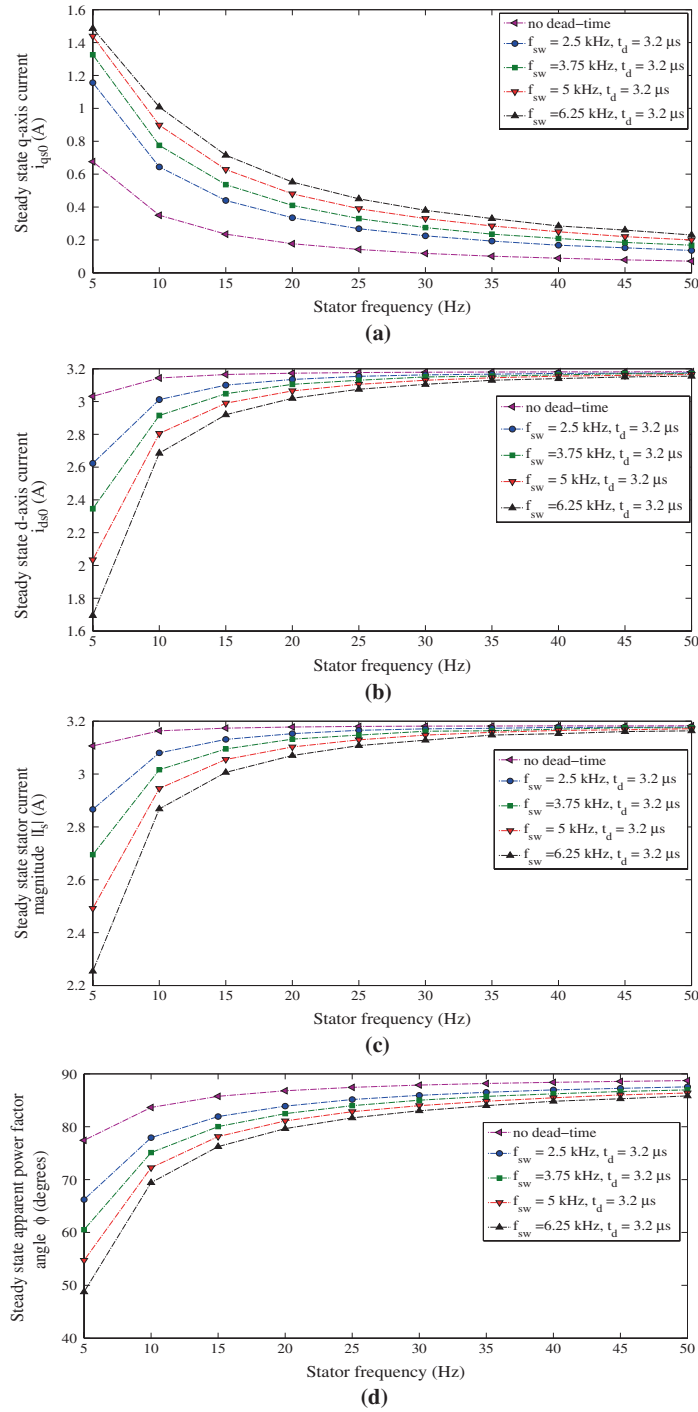 1.6
1.4
1.2
1
0.8
0.6
0.4
0.2
0
Steady state q-axis current
i_qs0 (A)
no dead-time
f_sw = 2.5 kHz, t_d = 3.2 μs
f_sw =3.75 kHz, t_d = 3.2 μs
f_sw = 5 kHz, t_d = 3.2 μs
f_sw =6.25 kHz, t_d = 3.2 μs
5 10 15 20 25 30 35 40 45 50
Stator frequency (Hz)
(a)
3.2
3
2.8
2.6
2.4
2.2
2
1.8
1.6
Steady state d-axis current
i_ds0 (A)
no dead-time
f_sw = 2.5 kHz, t_d = 3.2 μs
f_sw =3.75 kHz, t_d = 3.2 μs
f_sw = 5 kHz, t_d = 3.2 μs
f_sw =6.25 kHz, t_d = 3.2 μs
5 10 15 20 25 30 35 40 45 50
Stator frequency (Hz)
(b)
3.2
3
2.8
2.6
2.4
2.2
Steady state stator current
magnitude |I_s| (A)
no dead-time
f_sw = 2.5 kHz, t_d = 3.2 μs
f_sw =3.75 kHz, t_d = 3.2 μs
f_sw = 5 kHz, t_d = 3.2 μs
f_sw =6.25 kHz, t_d = 3.2 μs
5 10 15 20 25 30 35 40 45 50
Stator frequency (Hz)
(c)
90
80
70
60
50
40
Steady state apparent power factor
angle ϕ (degrees)
no dead-time
f_sw = 2.5 kHz, t_d = 3.2 μs
f_sw =3.75 kHz, t_d = 3.2 μs
f_sw = 5 kHz, t_d = 3.2 μs
f_sw =6.25 kHz, t_d = 3.2 μs
5 10 15 20 25 30 35 40 45 50
Stator frequency (Hz)
(d)